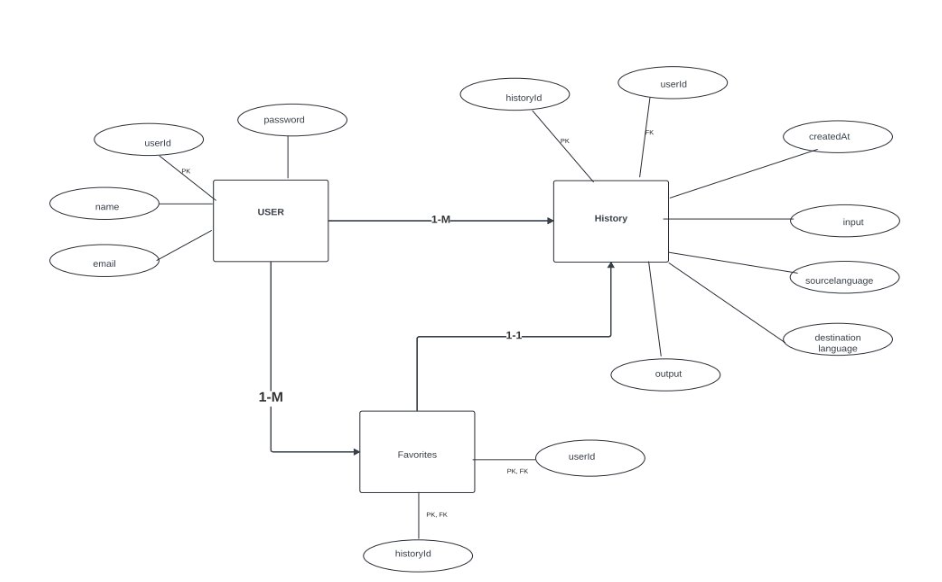 historyId
userId
PK
FK
password
userId
PK
name
email
USER
1-M
History
createdAt
input
sourcelanguage
destination
language
output
1-1
1-M
Favorites
userId
PK, FK
PK, FK
historyId